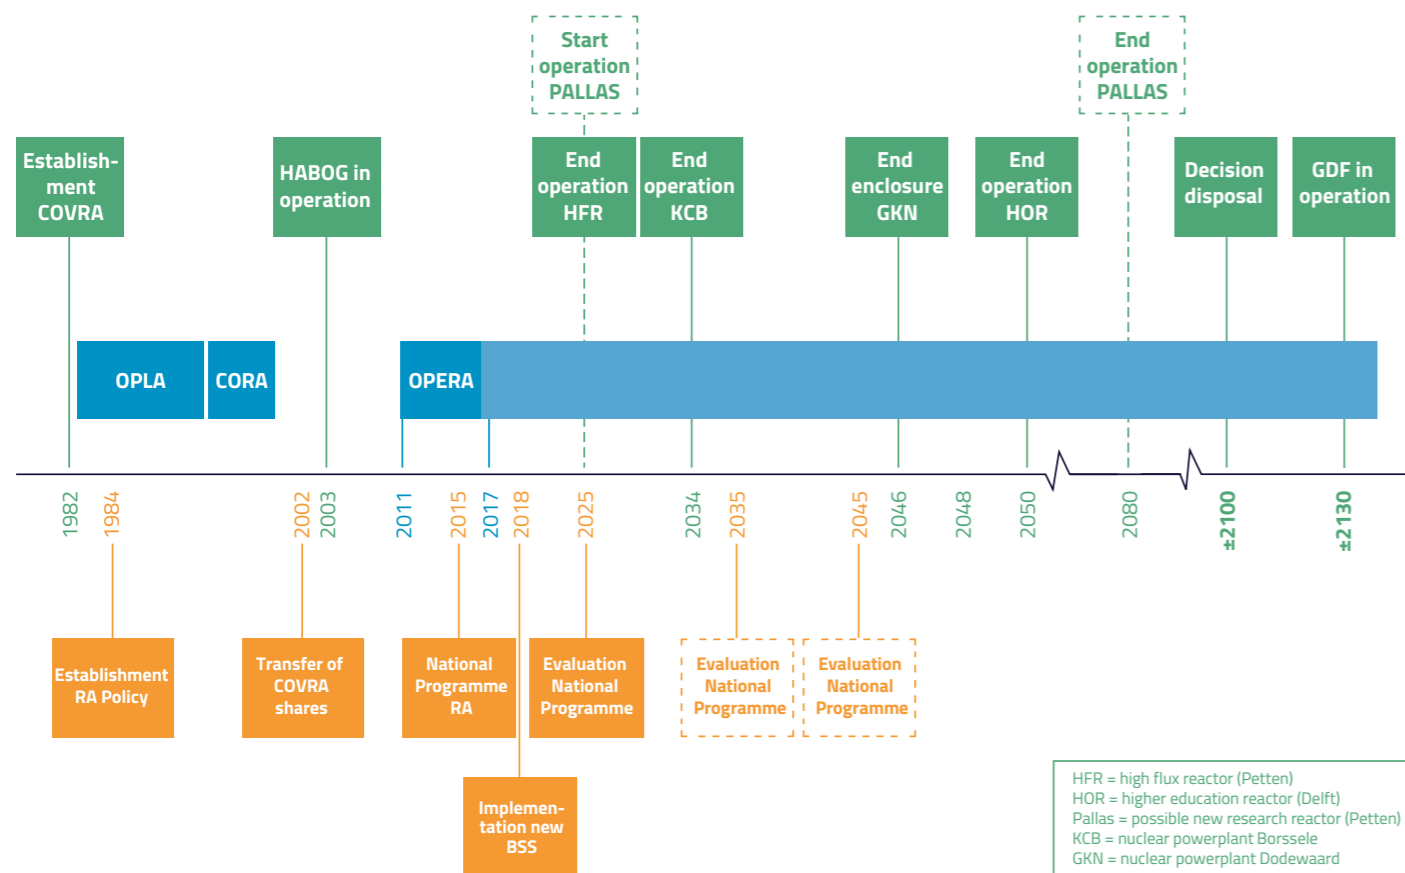 Start
operation
PALLAS
End
operation
PALLAS
Establish-
ment
COVRA
HABOG in
operation
End
operation
HFR
End
operation
KCB
End
enclosure
GKN
End
operation
HOR
Decision
disposal
GDF in
operation
OPLA
CORA
OPERA
1982
1984
2002
2003
2011
2015
2017
2018
2025
2034
2035
2045
2046
2048
2050
2080
±2100
±2130
Establishment
RA Policy
Transfer of
COVRA
shares
National
Programme
RA
Evaluation
National
Programme
Evaluation
National
Programme
Evaluation
National
Programme
Implemen-
tation new
BSS
HFR = high flux reactor (Petten)
HOR = higher education reactor (Delft)
Pallas = possible new research reactor (Petten)
KCB = nuclear powerplant Borssele
GKN = nuclear powerplant Dodewaard